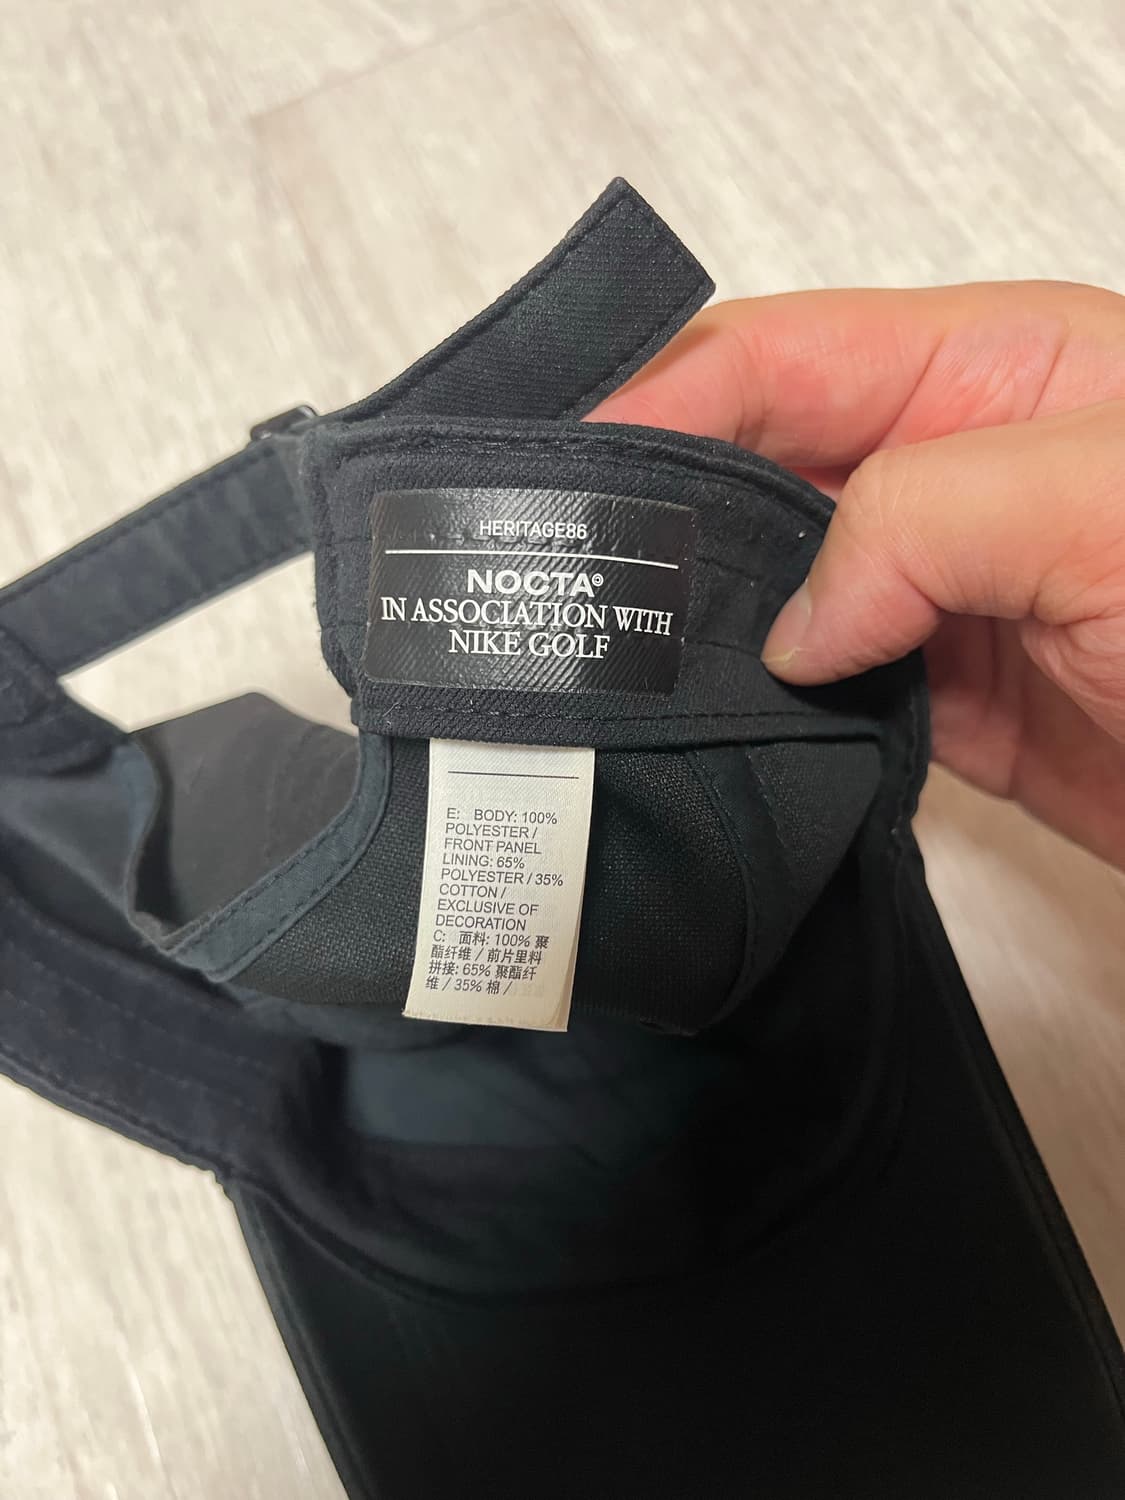 HERITAGE86
NOCTA®
IN ASSOCIATION WITH
NIKE GOLF
E: BODY: 100%
POLYESTER /
FRONT PANEL
LINING: 65%
POLYESTER / 35%
COTTON /
EXCLUSIVE OF
DECORATION
C: 面料: 100% 聚
酯纤维 / 前片里料
拼接: 65% 聚酯纤
维 / 35% 棉 /